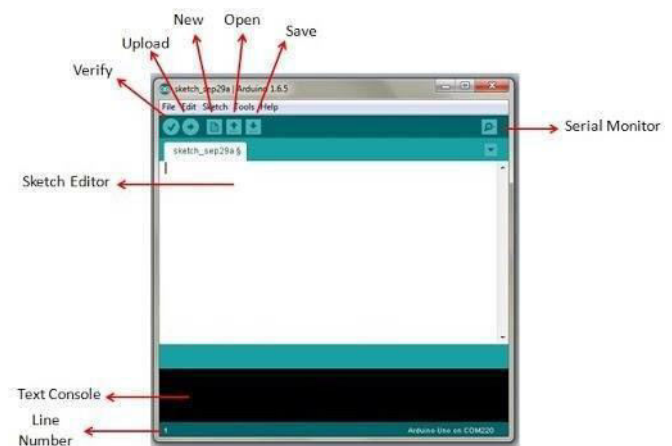 New
Open
Save
Upload
Verify
sketch_sep29a | Arduino 1.6.5
File Edit Sketch Tools Help
Serial Monitor
sketch_sep29a §
Sketch Editor
Text Console
Line
Number
1
Arduino Uno on COM220